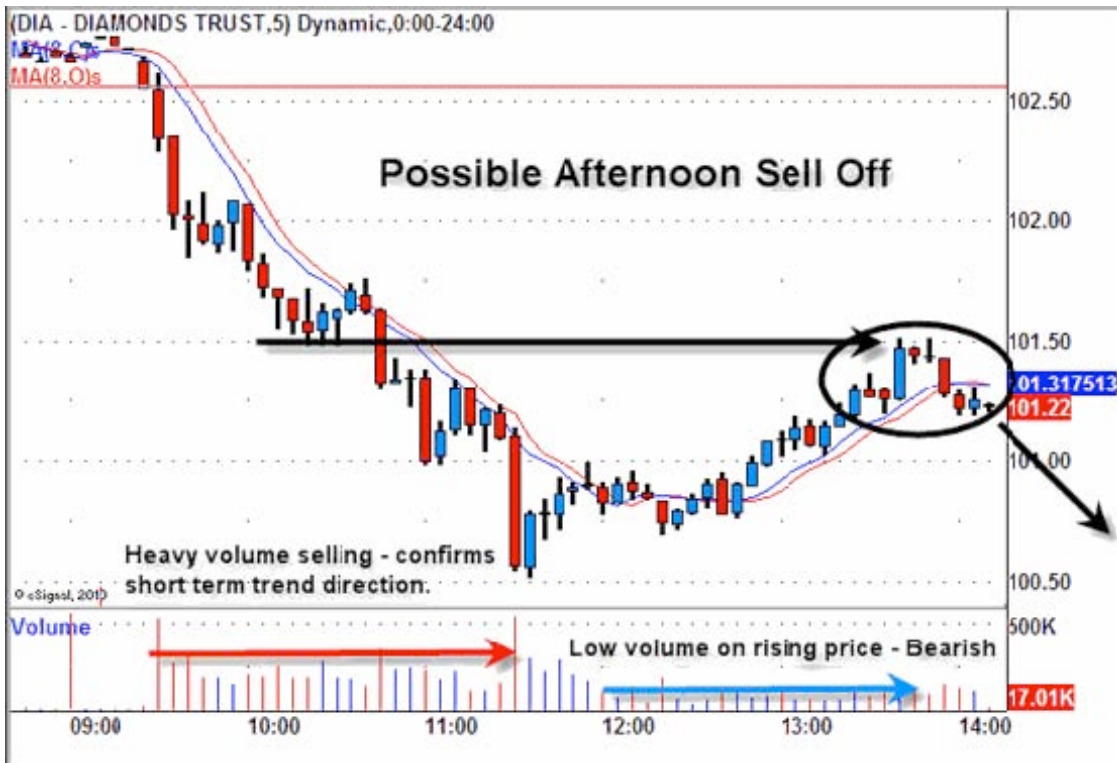 (DIA - DIAMONDS TRUST,5) Dynamic,0:00-24:00
MA(8,C)s
MA(8,O)s
102.50
Possible Afternoon Sell Off
102.00
101.50
01.317513
101.22
101.00
Heavy volume selling - confirms
short term trend direction.
100.50
© eSignal, 2010
Volume
500K
Low volume on rising price - Bearish
17.01K
09:00 10:00 11:00 12:00 13:00 14:00